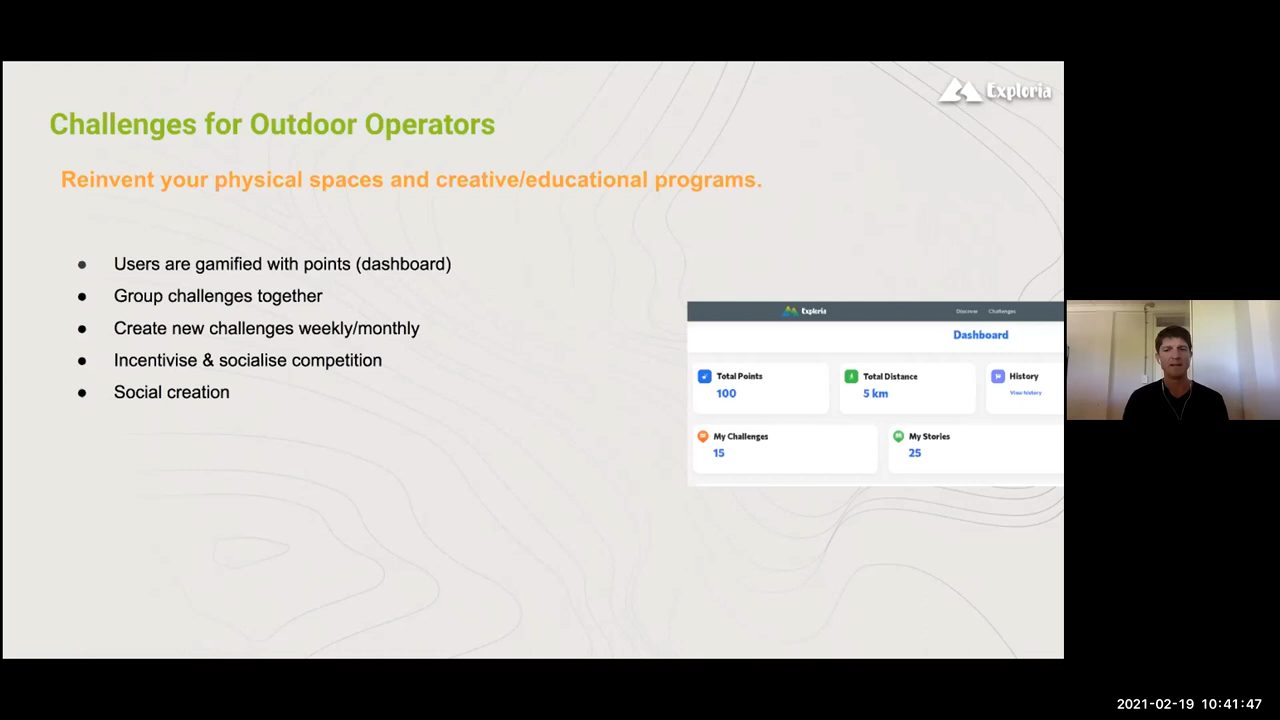 Exploria
Challenges for Outdoor Operators
Reinvent your physical spaces and creative/educational programs.
● Users are gamified with points (dashboard)
● Group challenges together
● Create new challenges weekly/monthly
● Incentivise & socialise competition
● Social creation
Exploria Discover Challenges
Dashboard
Total Points Total Distance History
100 5 km View history
My Challenges My Stories
15 25
2021-02-19 10:41:47